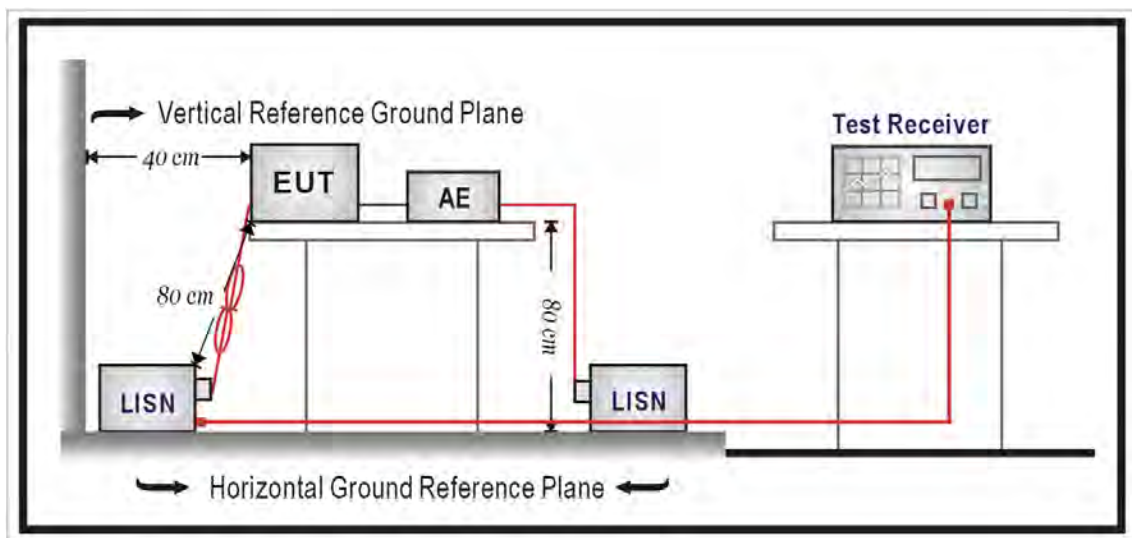 Vertical Reference Ground Plane
Test Receiver
40 cm
EUT
AE
80 cm
80 cm
LISN
LISN
Horizontal Ground Reference Plane